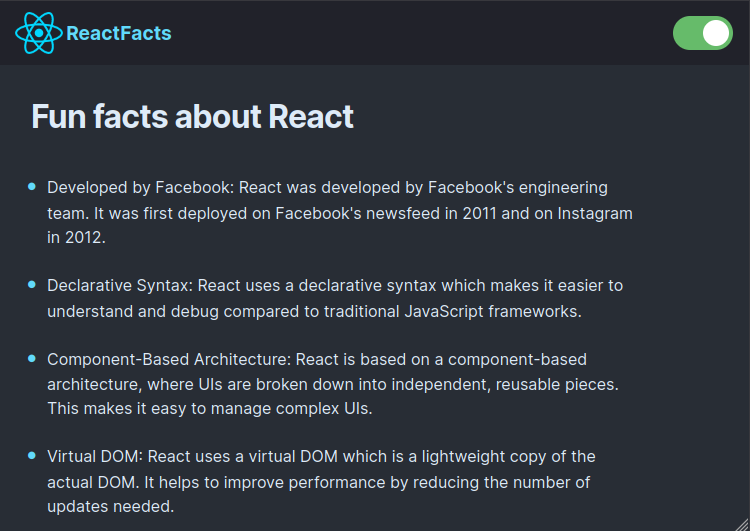 ReactFacts
Fun facts about React
Developed by Facebook: React was developed by Facebook's engineering
team. It was first deployed on Facebook's newsfeed in 2011 and on Instagram
in 2012.
Declarative Syntax: React uses a declarative syntax which makes it easier to
understand and debug compared to traditional JavaScript frameworks.
Component-Based Architecture: React is based on a component-based
architecture, where UIs are broken down into independent, reusable pieces.
This makes it easy to manage complex UIs.
Virtual DOM: React uses a virtual DOM which is a lightweight copy of the
actual DOM. It helps to improve performance by reducing the number of
updates needed.